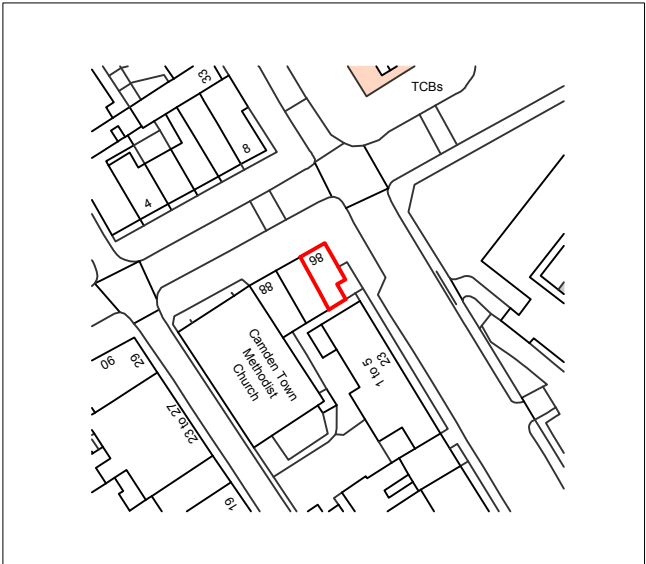 33
TCBs
8
4
86
88
Camden Town
Methodist
Church
23
1 to 5
29
90
23 to 27
19